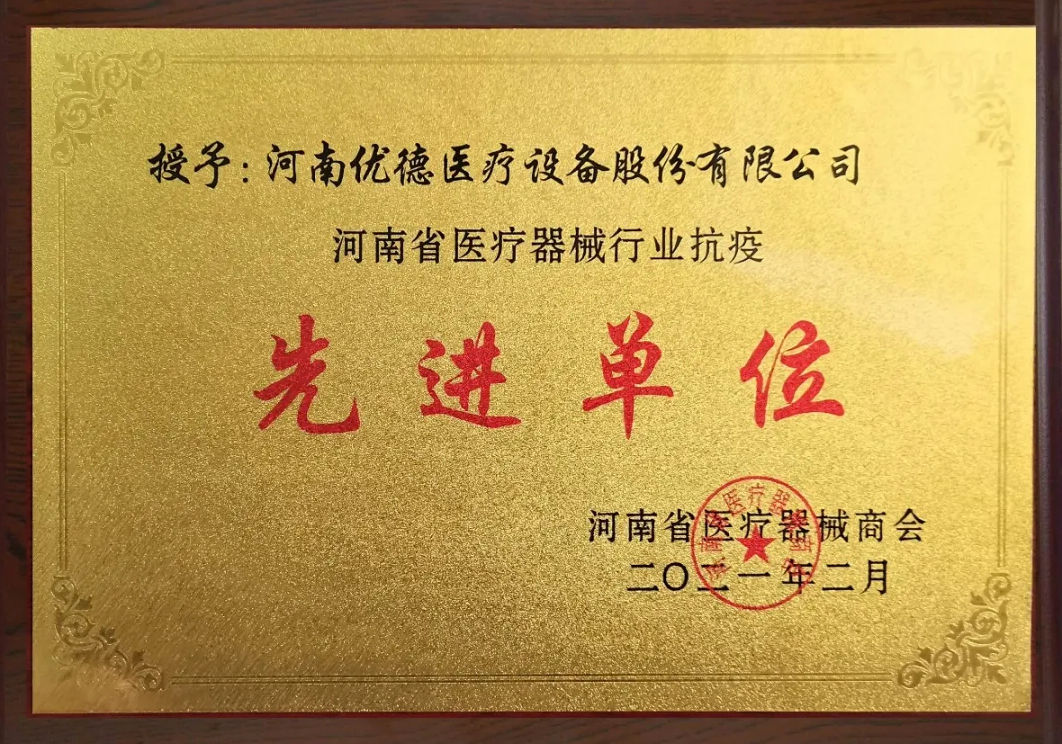 授予:河南优德医疗设备股份有限公司
河南省医疗器械行业抗疫
先进单位
河南省医疗器械商会
二〇二一年二月